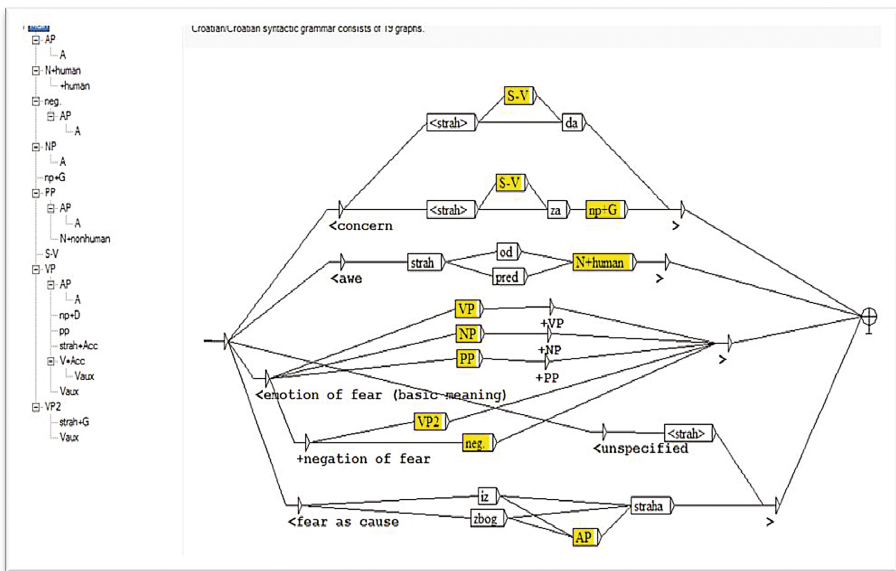 Croatian/Croatian syntactic grammar consists of 19 graphs.
AP
A
N+human
+human
neg.
AP
A
NP
A
np+G
PP
AP
A
N+nonhuman
S-V
VP
AP
A
np+D
pp
strah+Acc
V+Acc
Vaux
Vaux
VP2
strah+G
Vaux
S-V
<strah>
da
S-V
<strah>
za
np+G
<concern
>
strah
od
pred
N+human
<awe
>
VP
+VP
NP
+NP
PP
+PP
>
<emotion of fear (basic meaning)
VP2
neg.
+negation of fear
<strah>
<unspecified
iz
zbog
straha
AP
<fear as cause
>